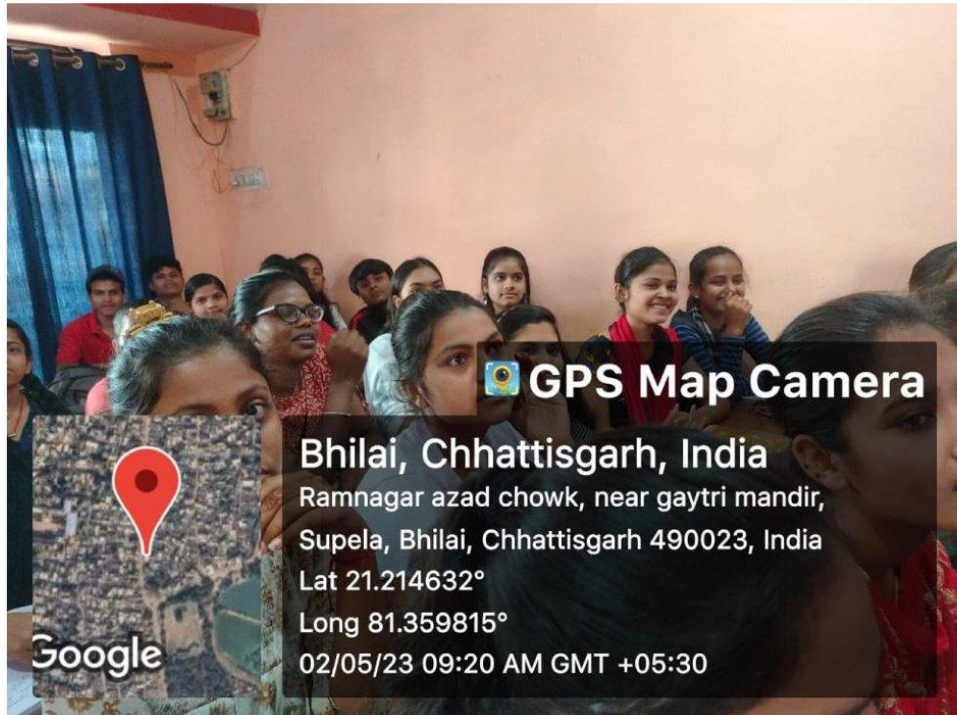 GPS Map Camera
Bhilai, Chhattisgarh, India
Ramnagar azad chowk, near gaytri mandir,
Supela, Bhilai, Chhattisgarh 490023, India
Lat 21.214632°
Long 81.359815°
02/05/23 09:20 AM GMT +05:30
Google